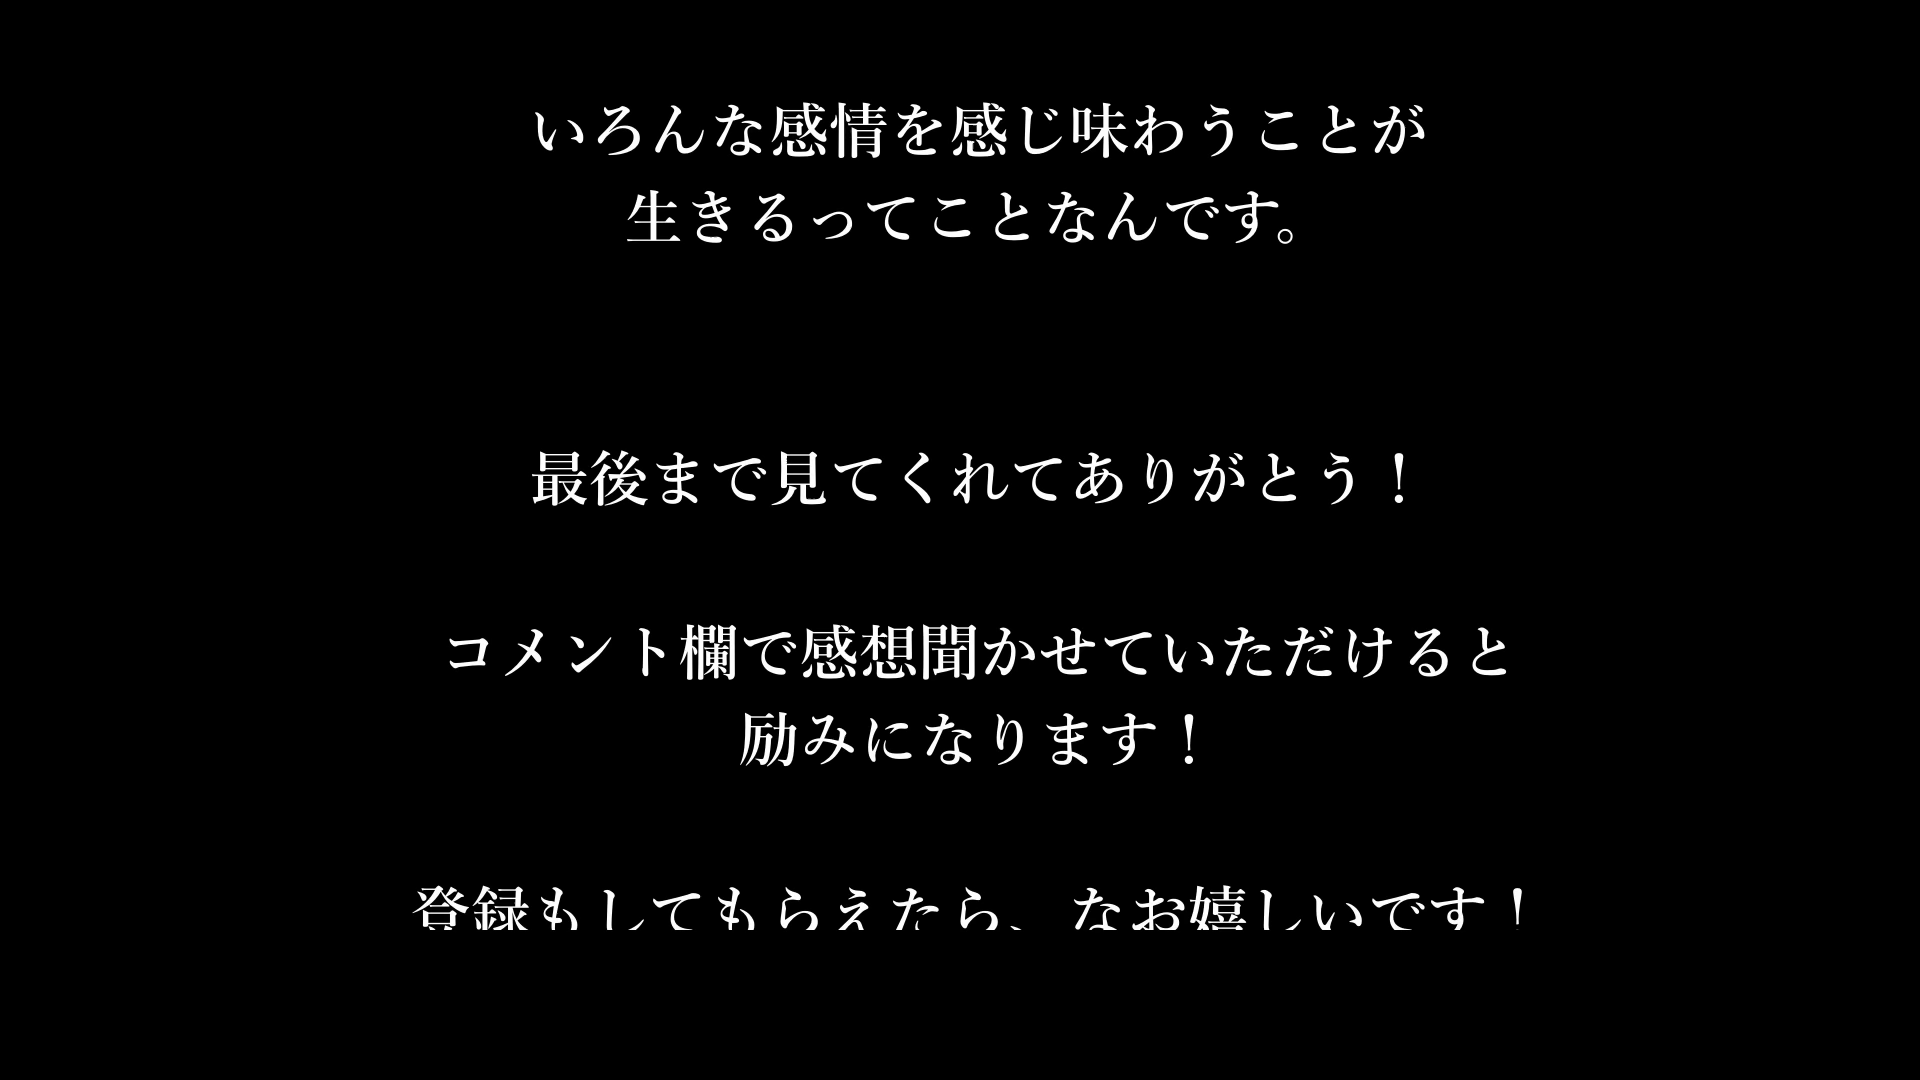 いろんな感情を感じ味わうことが
生きるってことなんです。
最後まで見てくれてありがとう！
コメント欄で感想聞かせていただけると
励みになります！
登録もしてもらえたら、なお嬉しいです！